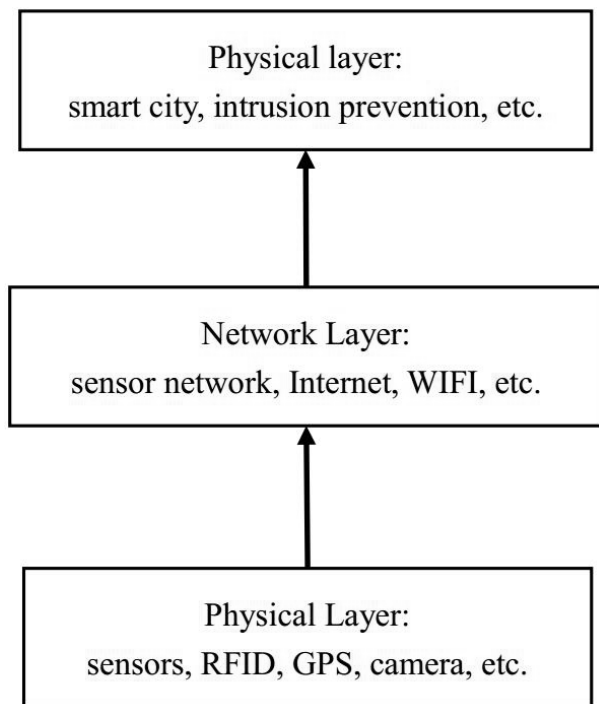 Physical layer:
smart city, intrusion prevention, etc.
Network Layer:
sensor network, Internet, WIFI, etc.
Physical Layer:
sensors, RFID, GPS, camera, etc.